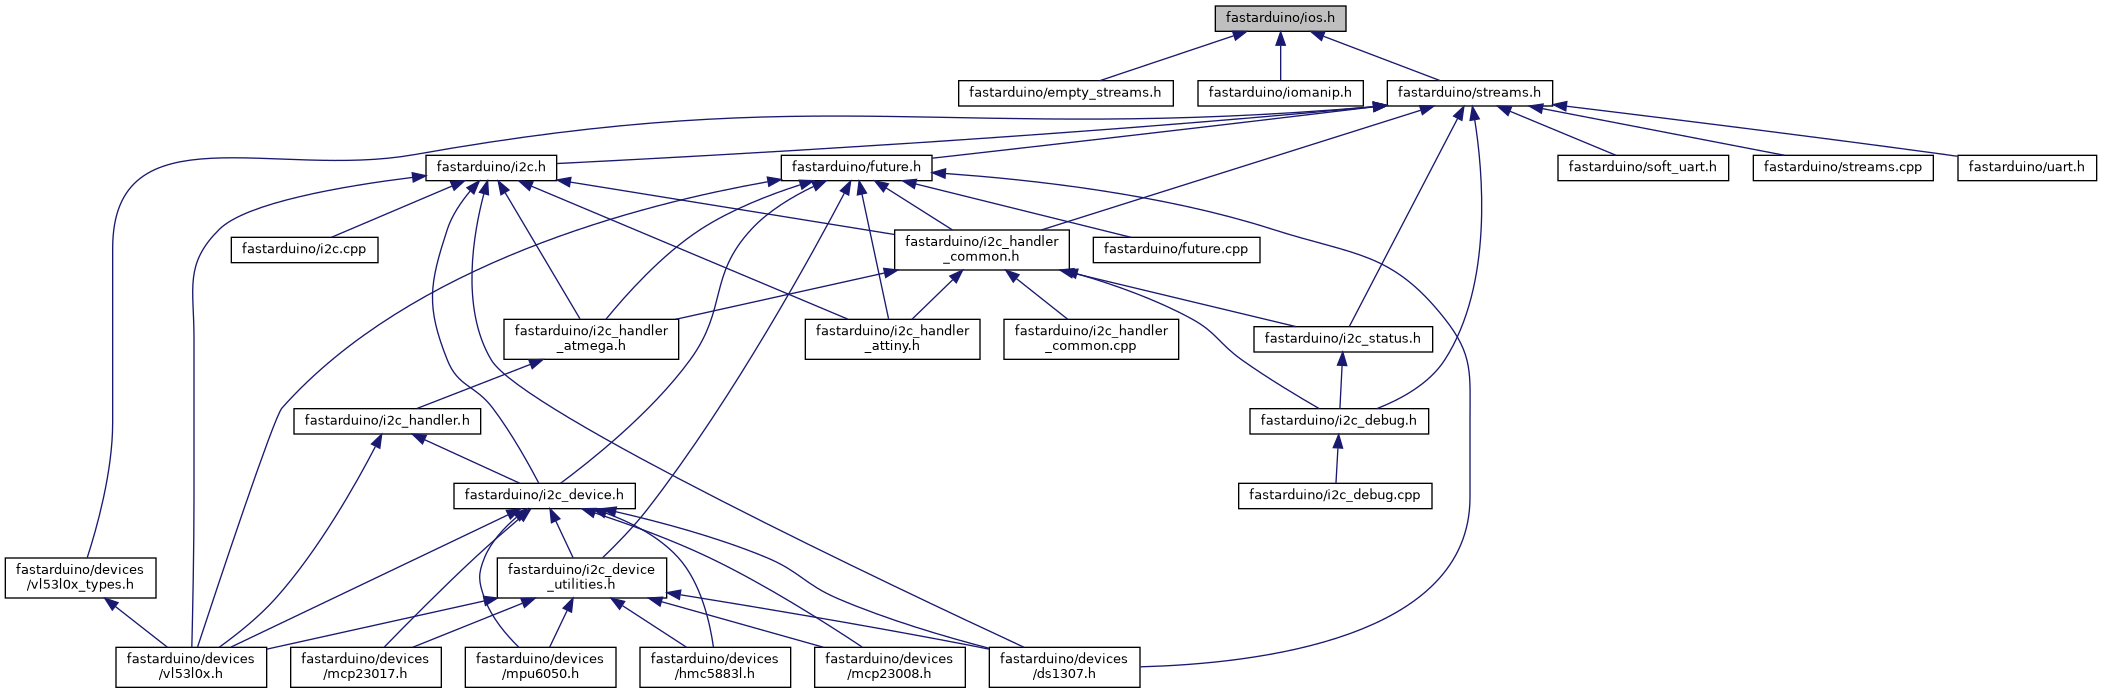 fastarduino/ios.h
fastarduino/empty_streams.h
fastarduino/iomanip.h
fastarduino/streams.h
fastarduino/i2c.h
fastarduino/future.h
fastarduino/soft_uart.h
fastarduino/streams.cpp
fastarduino/uart.h
fastarduino/i2c.cpp
fastarduino/i2c_handler
_common.h
fastarduino/future.cpp
fastarduino/i2c_handler
_atmega.h
fastarduino/i2c_handler
_attiny.h
fastarduino/i2c_handler
_common.cpp
fastarduino/i2c_status.h
fastarduino/i2c_handler.h
fastarduino/i2c_debug.h
fastarduino/i2c_device.h
fastarduino/i2c_debug.cpp
fastarduino/devices
/vl53l0x_types.h
fastarduino/i2c_device
_utilities.h
fastarduino/devices
/vl53l0x.h
fastarduino/devices
/mcp23017.h
fastarduino/devices
/mpu6050.h
fastarduino/devices
/hmc5883l.h
fastarduino/devices
/mcp23008.h
fastarduino/devices
/ds1307.h